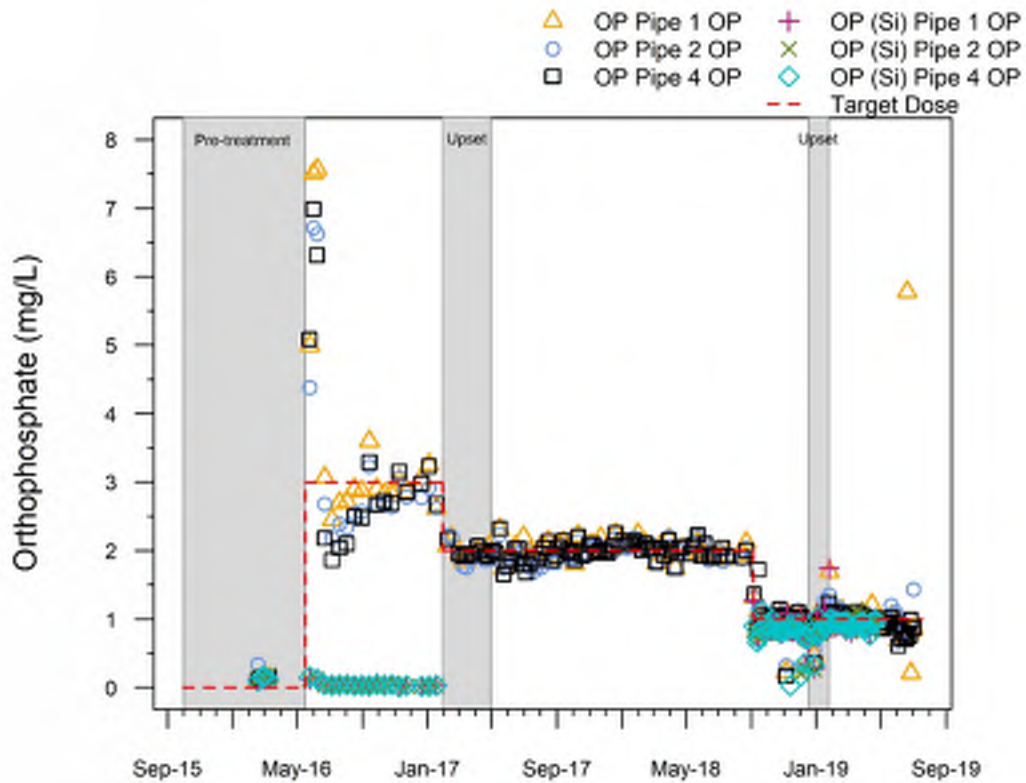 OP Pipe 1 OP
OP (Si) Pipe 1 OP
OP Pipe 2 OP
OP (Si) Pipe 2 OP
OP Pipe 4 OP
OP (Si) Pipe 4 OP
Target Dose
Pre-treatment
Upset
Upset
Orthophosphate (mg/L)
8
7
6
5
4
3
2
1
0
Sep-15
May-16
Jan-17
Sep-17
May-18
Jan-19
Sep-19